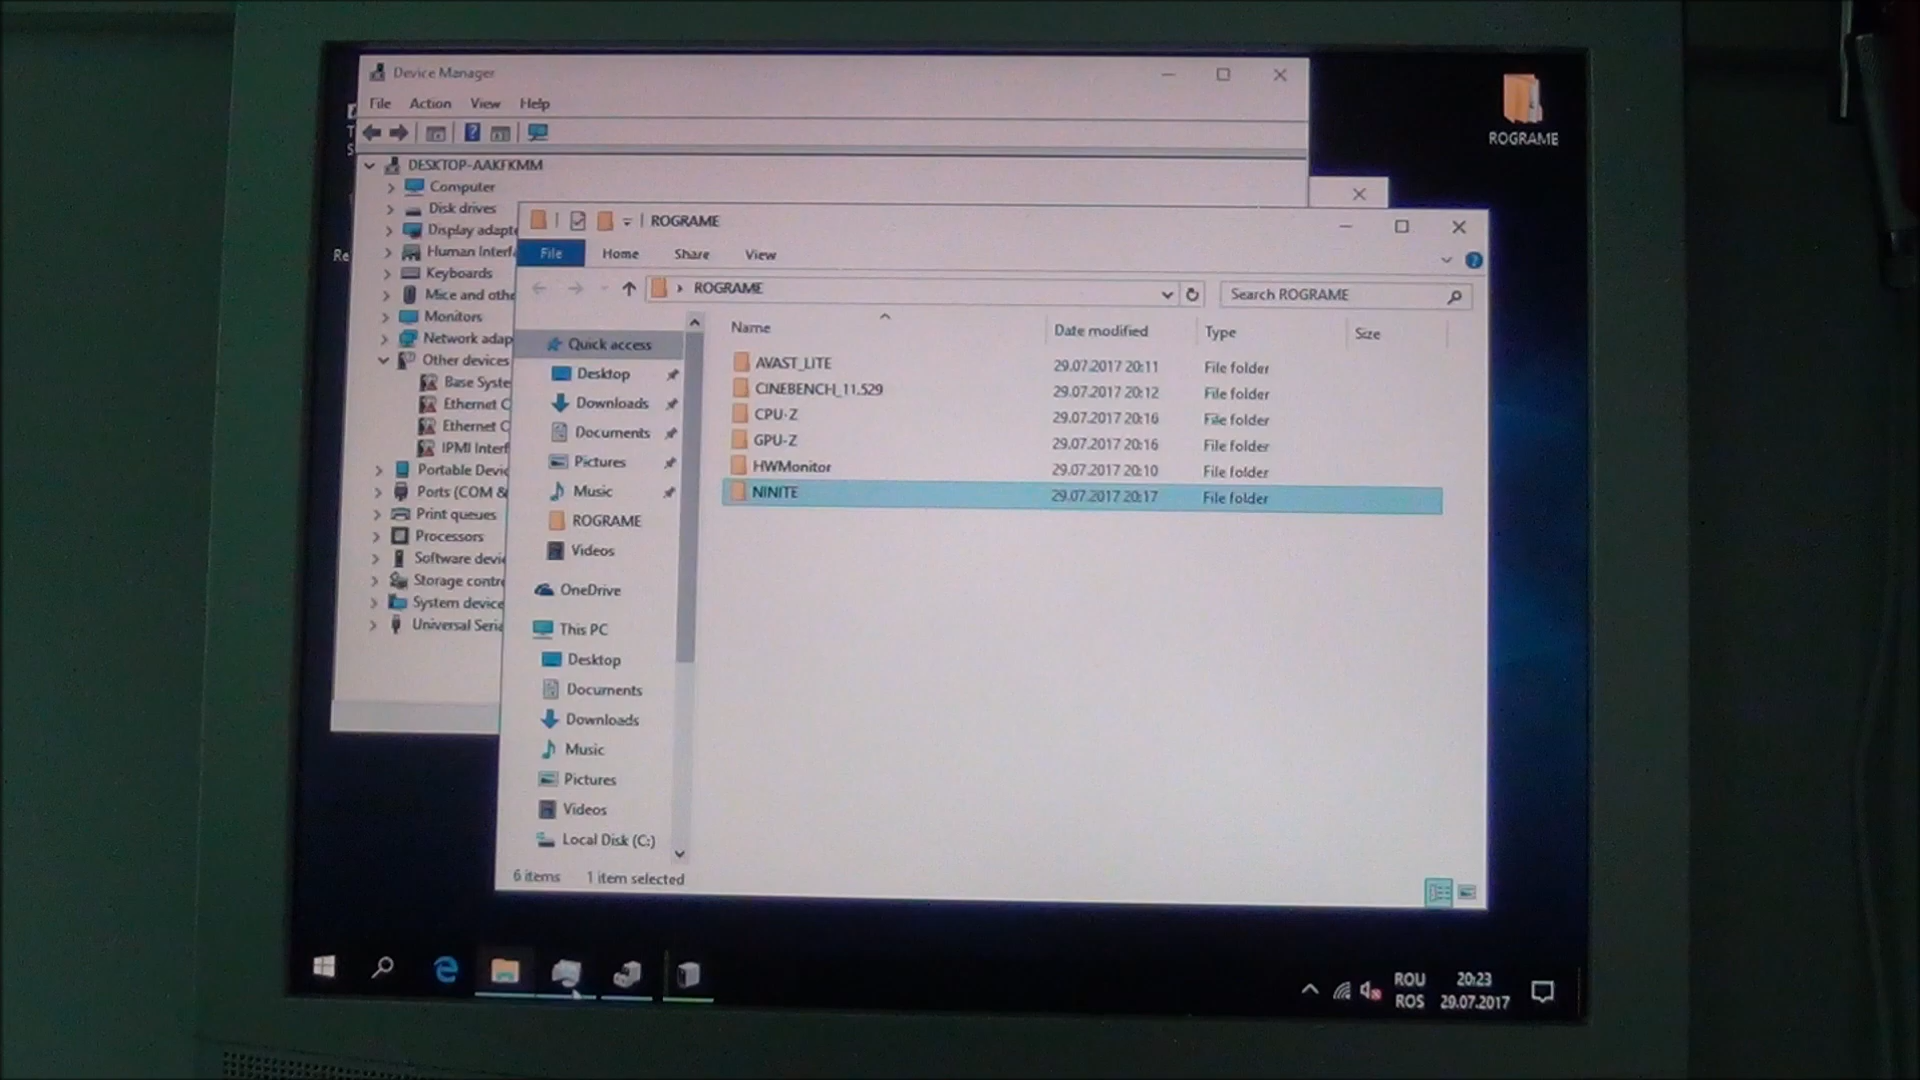 Device Manager
File Action View Help
DESKTOP-AAKFKMM
Computer
Disk drives
Display adapte
Human Interfa
Keyboards
Mice and othe
Monitors
Network adap
Other devices
Base Syste
Ethernet C
Ethernet C
IPMI Interf
Portable Devic
Ports (COM &
Print queues
Processors
Software devi
Storage contro
System device
Universal Seria
ROGRAME
T
S
Re
ROGRAME
File Home Share View
ROGRAME
Search ROGRAME
Quick access
Desktop
Downloads
Documents
Pictures
Music
ROGRAME
Videos
OneDrive
This PC
Desktop
Documents
Downloads
Music
Pictures
Videos
Local Disk (C:)
Name Date modified Type Size
AVAST_LITE 29.07.2017 20:11 File folder
CINEBENCH_11.529 29.07.2017 20:12 File folder
CPU-Z 29.07.2017 20:16 File folder
GPU-Z 29.07.2017 20:16 File folder
HWMonitor 29.07.2017 20:10 File folder
NINITE 29.07.2017 20:17 File folder
6 items 1 item selected
ROU 20:23
ROS 29.07.2017